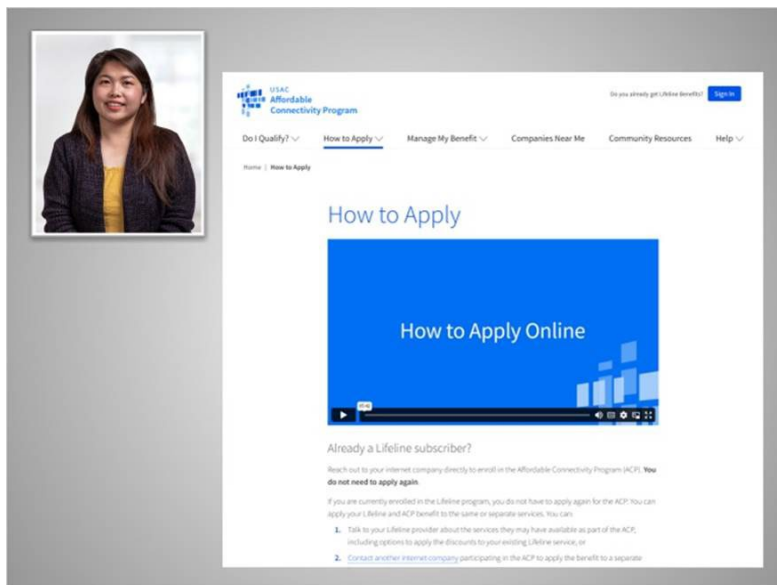 USAC
Affordable
Connectivity Program
Do you already get Lifeline Benefits?
Sign In
Do I Qualify?
How to Apply
Manage My Benefit
Companies Near Me
Community Resources
Help
Home | How to Apply
How to Apply
How to Apply Online
Already a Lifeline subscriber?
Reach out to your internet company directly to enroll in the Affordable Connectivity Program (ACP). You
do not need to apply again.
If you are currently enrolled in the Lifeline program, you do not have to apply again for the ACP. You can
apply your Lifeline and ACP benefit to the same or separate services. You can:
1. Talk to your Lifeline provider about the services they may have available as part of the ACP,
including options to apply the discounts to your existing Lifeline service, or
2. Contact another internet company participating in the ACP to apply the benefit to a separate